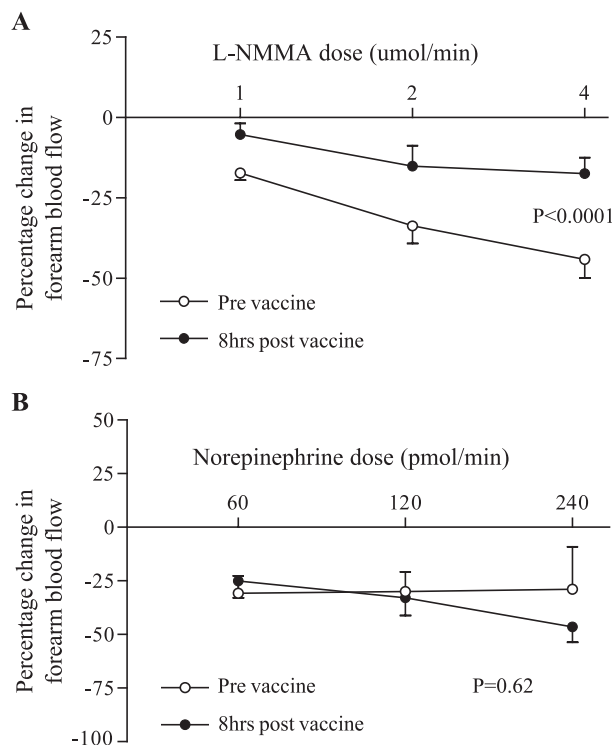 A
25
L-NMMA dose (umol/min)
1 2 4
0
-25
P<0.0001
-50
Pre vaccine
8hrs post vaccine
-75
Percentage change in
forearm blood flow
B
50
25
Norepinephrine dose (pmol/min)
60 120 240
0
-25
-50
-75
Pre vaccine
P=0.62
8hrs post vaccine
-100
Percentage change in
forearm blood flow